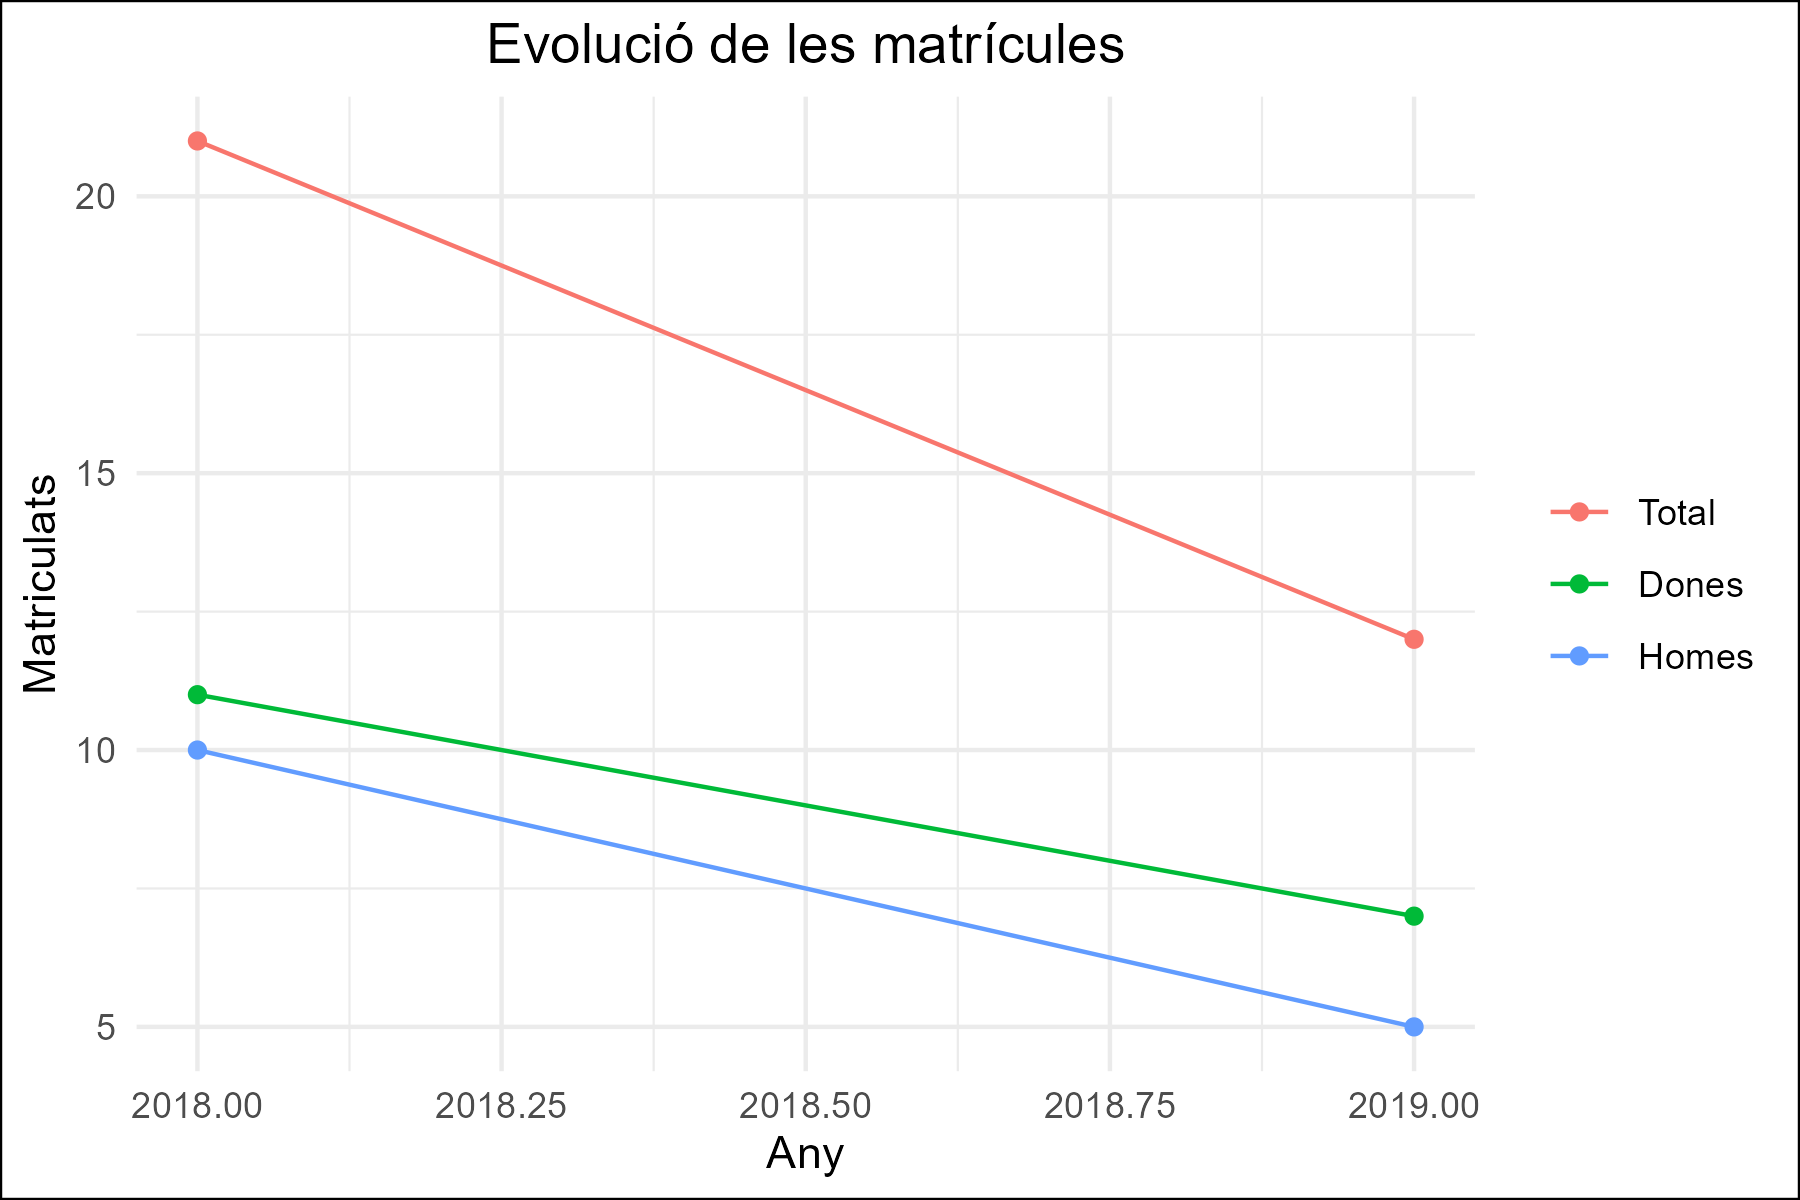 Evolució de les matrícules
Matriculats
20
15
10
5
2018.00
2018.25
2018.50
2018.75
2019.00
Any
Total
Dones
Homes